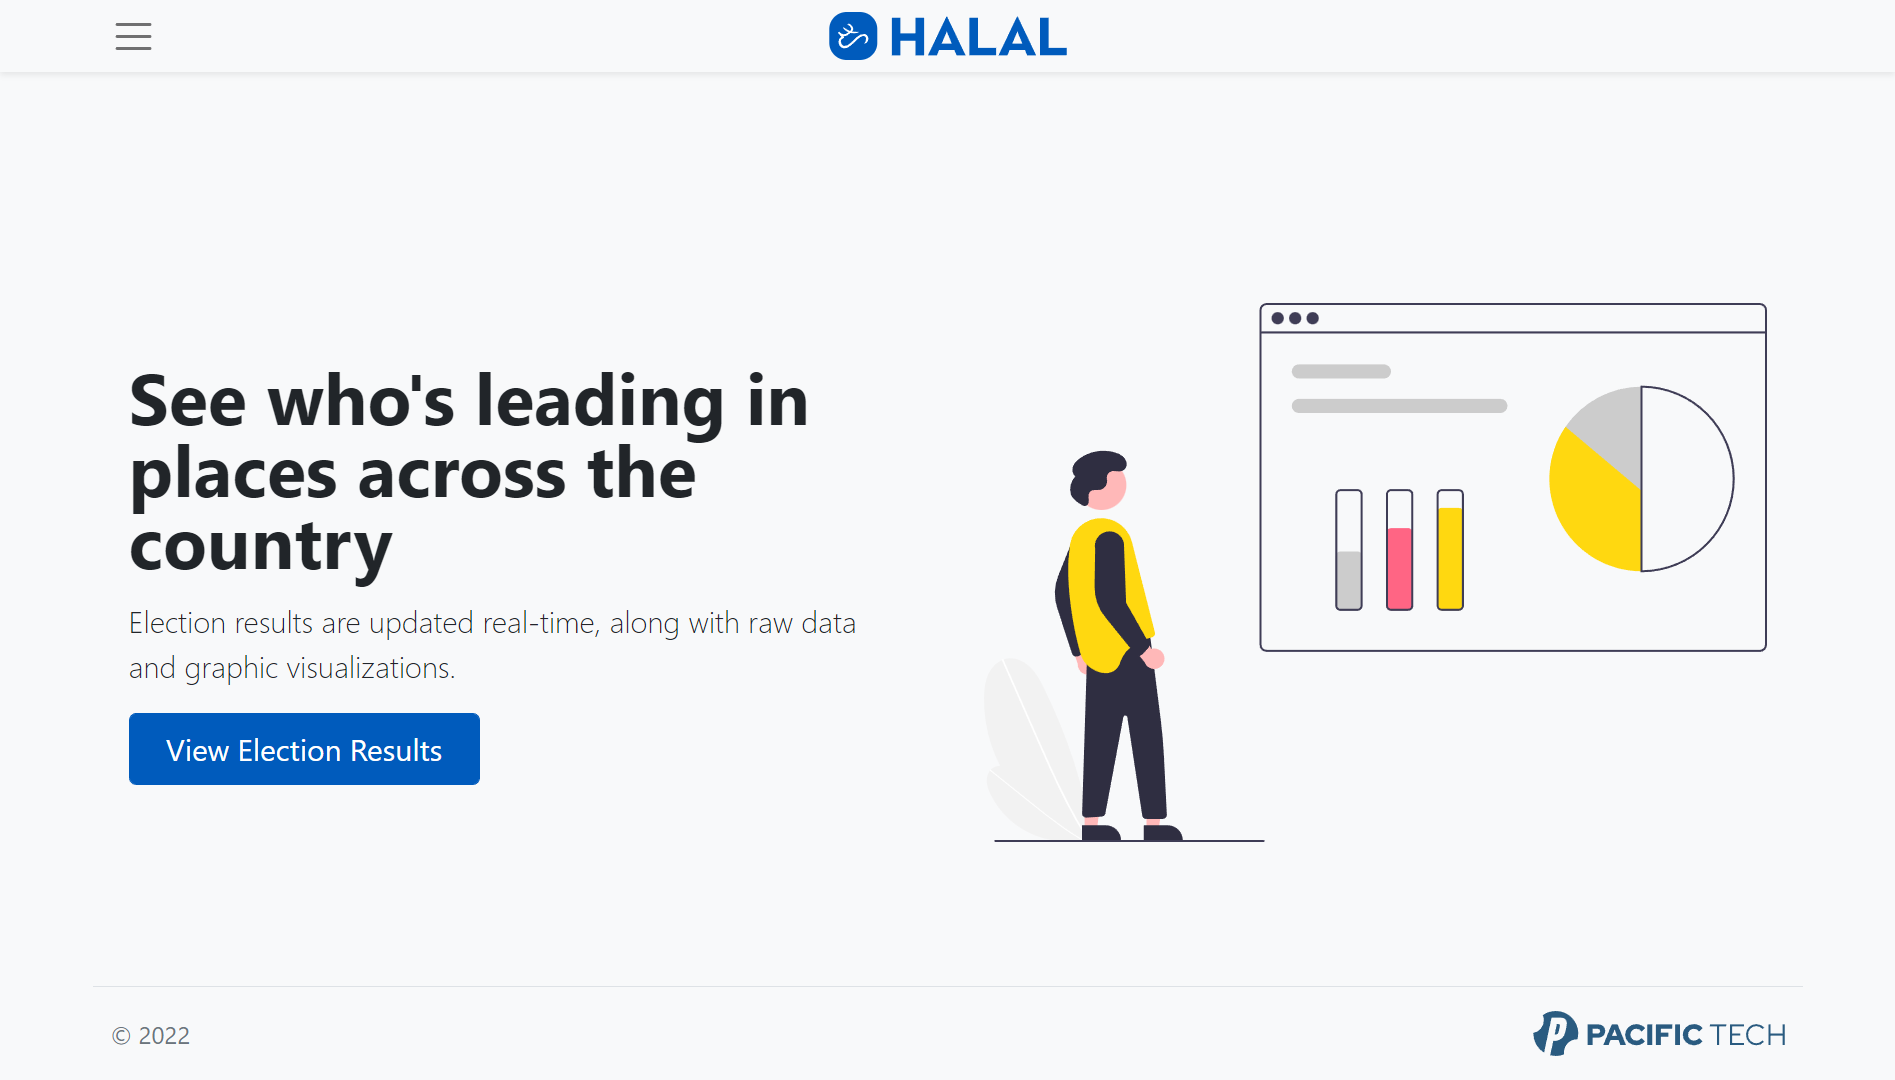 HALAL
See who's leading in
places across the
country
Election results are updated real-time, along with raw data
and graphic visualizations.
View Election Results
© 2022
PACIFIC TECH